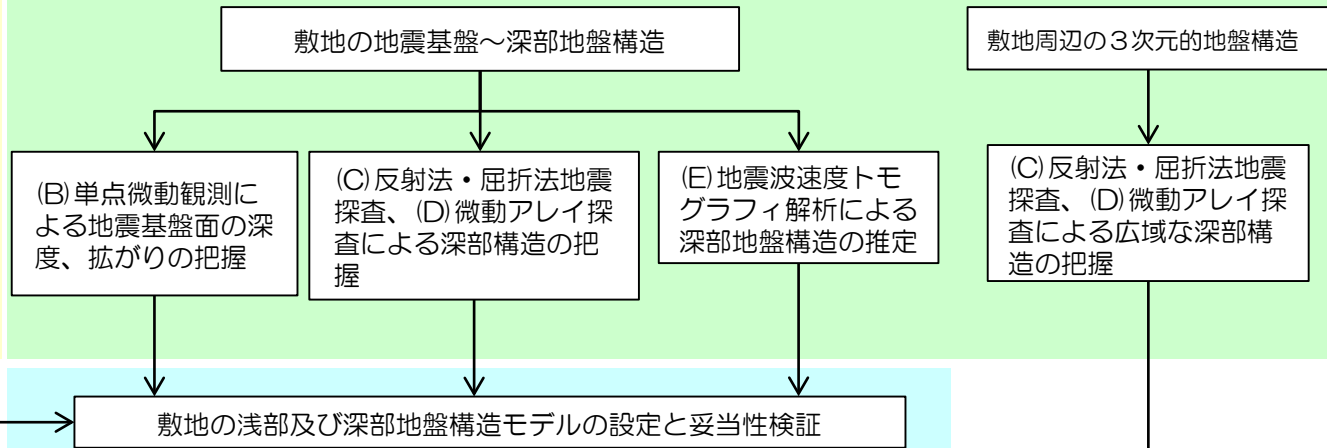 敷地の地震基盤～深部地盤構造
敷地周辺の３次元的地盤構造
(B)単点微動観測に
よる地震基盤面の深
度、拡がりの把握
(C)反射法・屈折法地震
探査、(D)微動アレイ探
査による深部構造の把
握
(E)地震波速度トモ
グラフィ解析による
深部地盤構造の推定
(C)反射法・屈折法地震
探査、(D)微動アレイ探
査による広域な深部構
造の把握
敷地の浅部及び深部地盤構造モデルの設定と妥当性検証